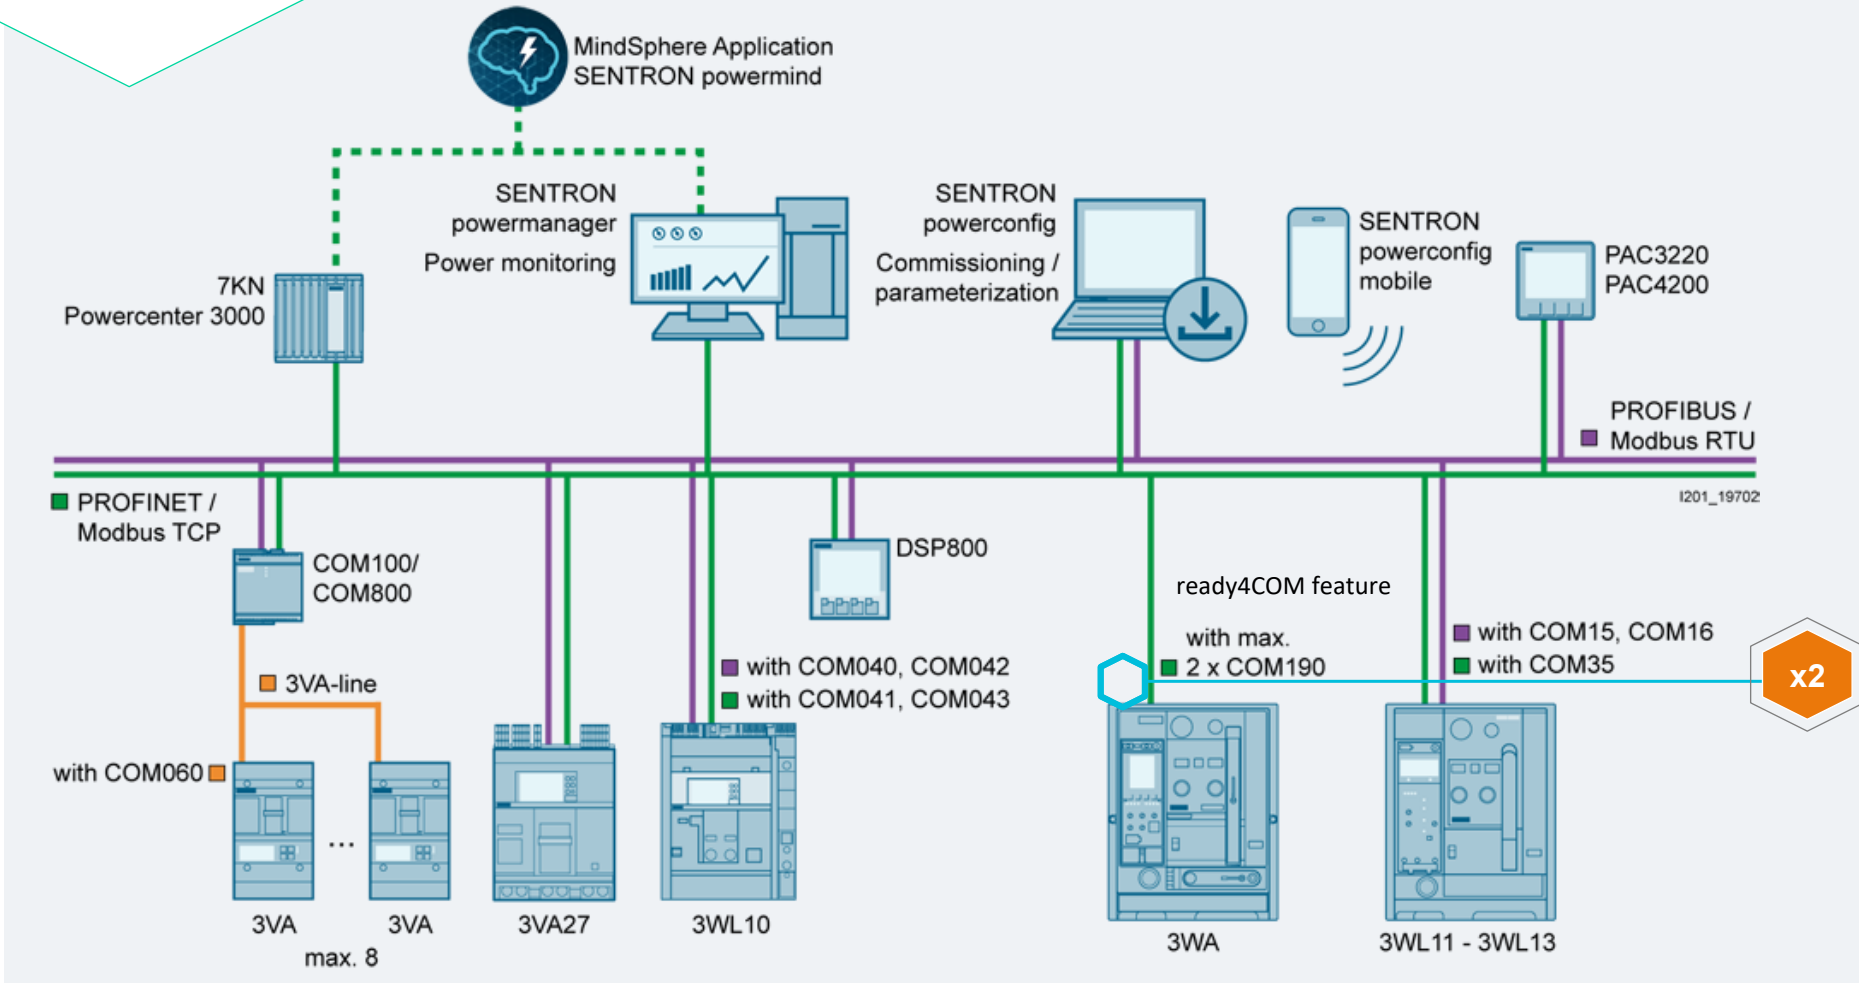 MindSphere Application
SENTRON powermind
SENTRON
powermanager
Power monitoring
SENTRON
powerconfig
Commissioning /
parameterization
SENTRON
powerconfig
mobile
PAC3220
PAC4200
7KN
Powercenter 3000
PROFIBUS /
Modbus RTU
PROFINET /
Modbus TCP
I201_19702
COM100/
COM800
DSP800
ready4COM feature
with max.
2 x COM190
with COM15, COM16
with COM35
x2
with COM040, COM042
with COM041, COM043
3VA-line
with COM060
...
3VA
3VA
max. 8
3VA27
3WL10
3WA
3WL11 - 3WL13